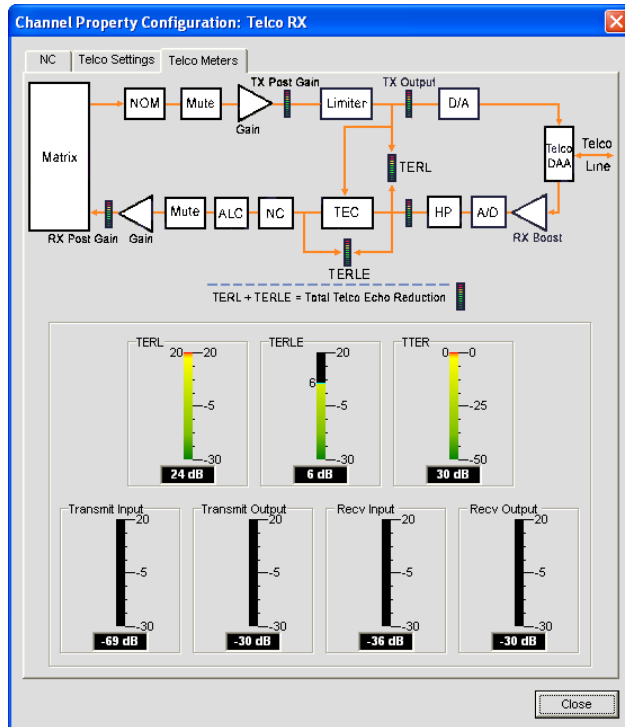 Channel Property Configuration: Telco RX
NC
Telco Settings
Telco Meters
TX Post Gain
TX Output
NOM
Mute
Gain
Limiter
D/A
Matrix
Telco DAA
Telco Line
TERL
RX Post Gain
Gain
Mute
ALC
NC
TEC
HP
A/D
RX Boost
TERLE
TERL + TERLE = Total Telco Echo Reduction
TERL
20
20
-5
-30
24 dB
TERLE
20
6
-5
-30
6 dB
TTER
0
0
-25
-50
30 dB
Transmit Input
20
-5
-30
-69 dB
Transmit Output
20
-5
-30
-30 dB
Recv Input
20
-5
-30
-36 dB
Recv Output
20
-5
-30
-30 dB
Close